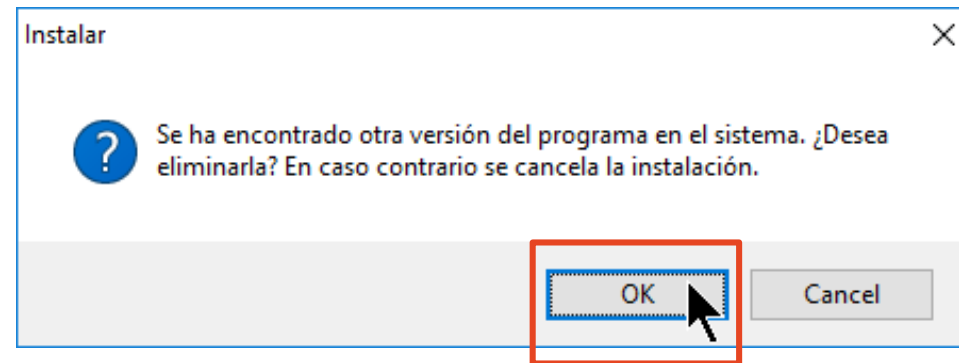 Instalar
Se ha encontrado otra versión del programa en el sistema. ¿Desea
eliminarla? En caso contrario se cancela la instalación.
OK
Cancel